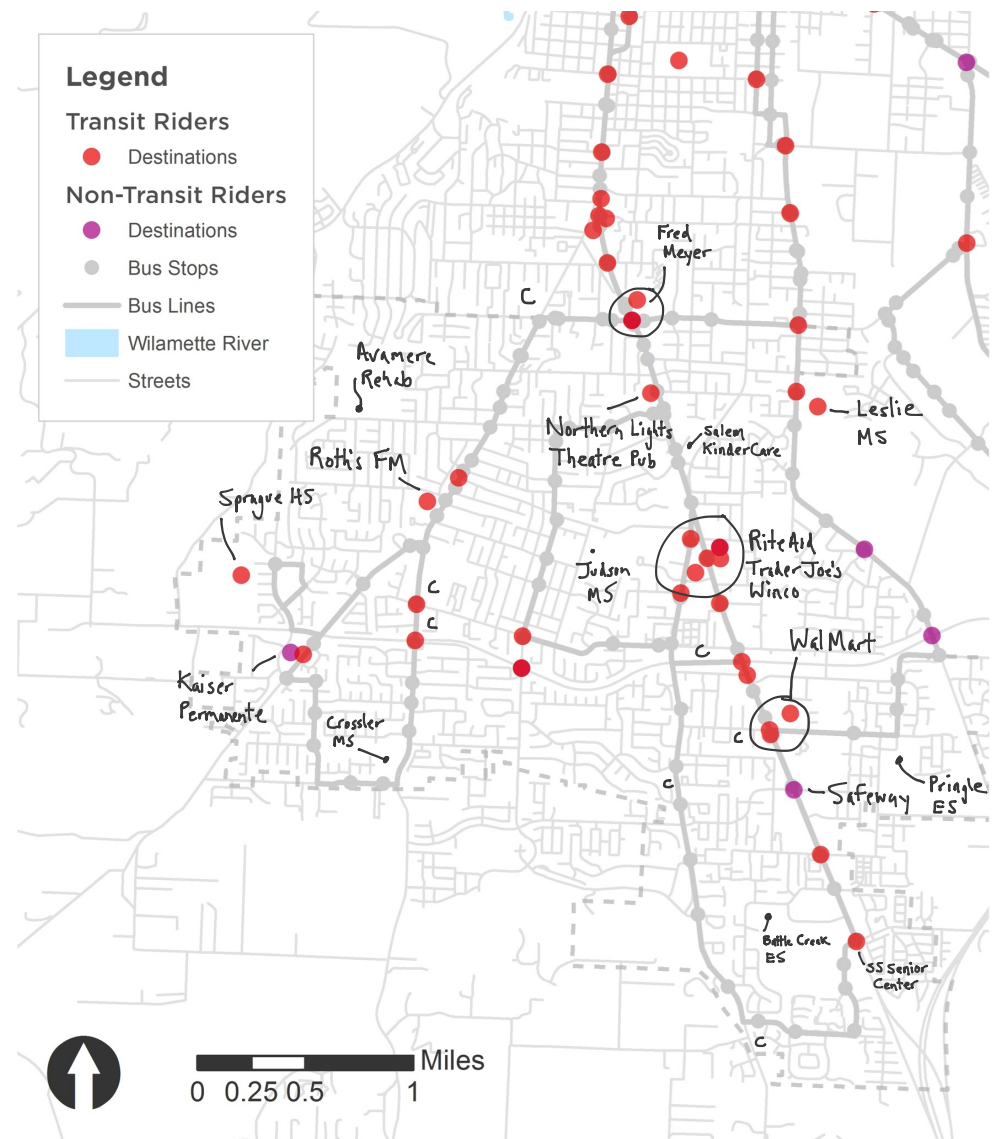 Legend
Transit Riders
Destinations
Non-Transit Riders
Destinations
Bus Stops
Bus Lines
Wilamette River
Streets
Fred
Meyer
C
Avamere
Rehab
Northern Lights
Theatre Pub
Salem
KinderCare
Leslie
MS
Roth's FM
Sprague HS
Judson
MS
Rite Aid
Trader Joe's
Winco
C
C
C
WalMart
Kaiser
Permanente
Crossler
MS
C
C
Safeway
Pringle
ES
Battle Creek
ES
SS Senior
Center
C
Miles
0 0.25 0.5 1